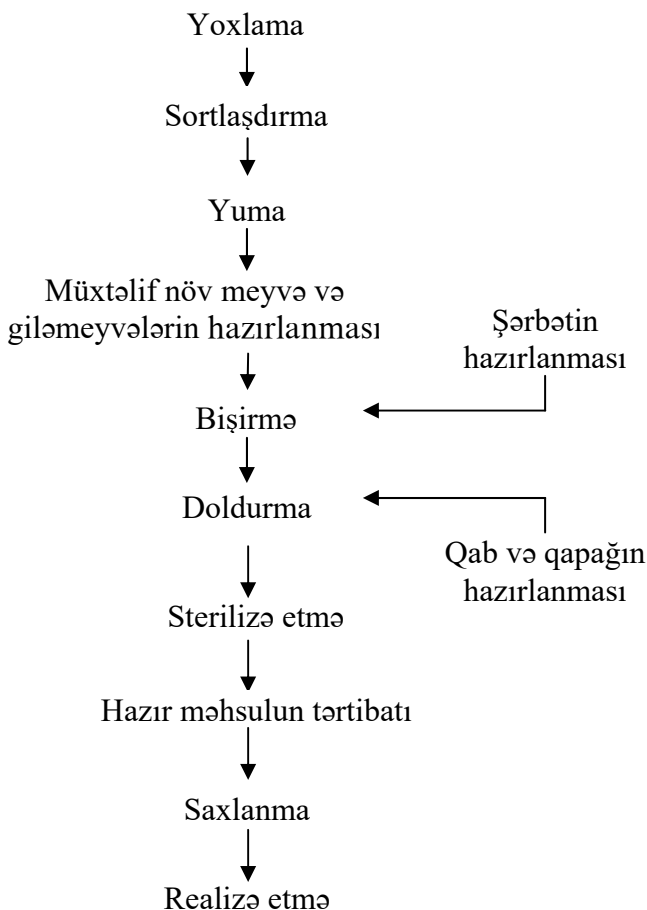 Yoxlama
Sortlaşdırma
Yuma
Müxtəlif növ meyvə və
giləmeyvələrin hazırlanması
Şərbətin
hazırlanması
Bişirmə
Doldurma
Qab və qapağın
hazırlanması
Sterilizə etmə
Hazır məhsulun tərtibatı
Saxlanma
Realizə etmə